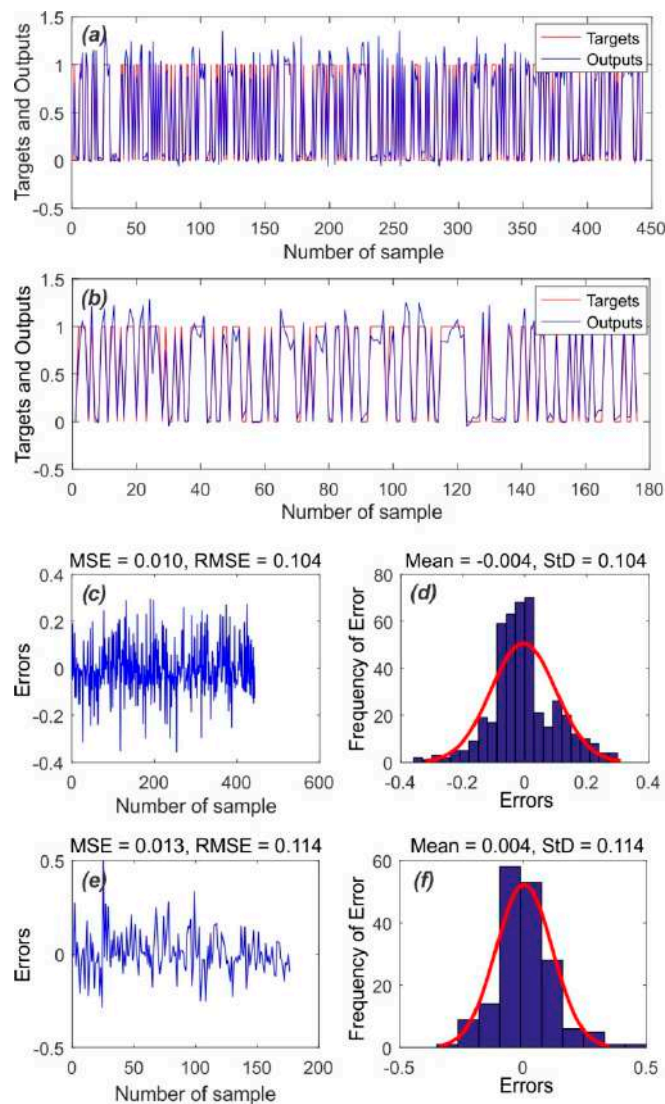 (a)
Targets
Outputs
Targets and Outputs
1.5
1
0.5
0
-0.5
0 50 100 150 200 250 300 350 400 450
Number of sample
(b)
Targets
Outputs
Targets and Outputs
1.5
1
0.5
0
-0.5
0 20 40 60 80 100 120 140 160 180
Number of sample
MSE = 0.010, RMSE = 0.104
(c)
Errors
0.4
0.2
0
-0.2
-0.4
0 200 400 600
Number of sample
Mean = -0.004, StD = 0.104
(d)
Frequency of Error
80
60
40
20
0
-0.4 -0.2 0 0.2 0.4
Errors
MSE = 0.013, RMSE = 0.114
(e)
Errors
0.5
0
-0.5
0 50 100 150 200
Number of sample
Mean = 0.004, StD = 0.114
(f)
Frequency of Error
60
40
20
0
-0.5 0 0.5
Errors